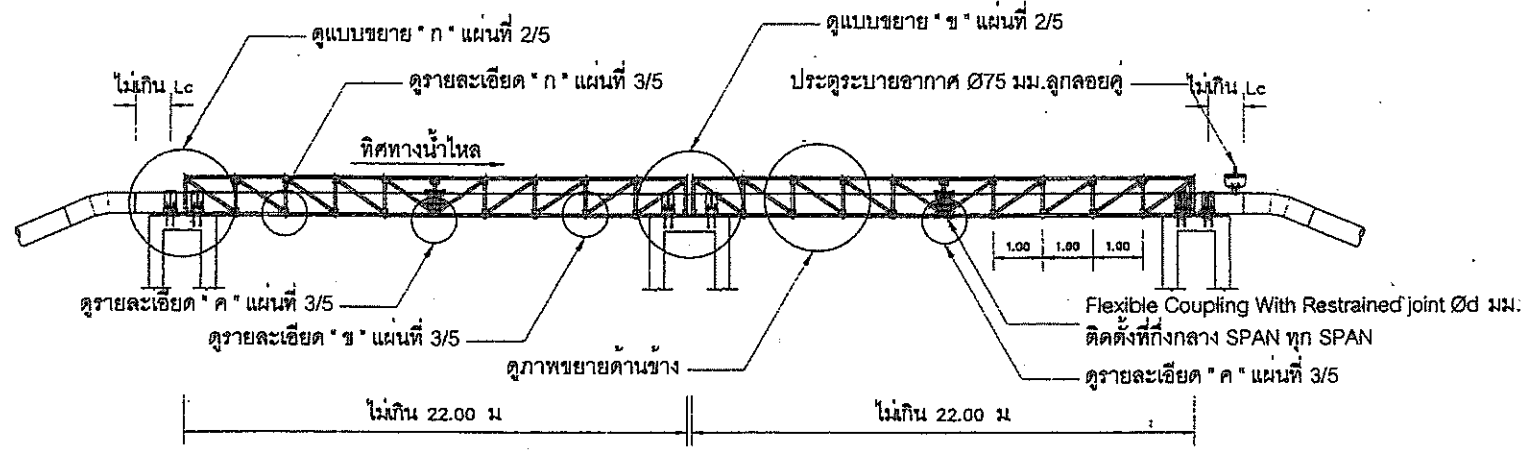 ดูแบบขยาย " ก " แผ่นที่ 2/5
ดูแบบขยาย " ข " แผ่นที่ 2/5
ไม่เกิน Lc
ดูรายละเอียด " ก " แผ่นที่ 3/5
ประตูระบายอากาศ Ø75 มม.ลูกลอยคู่
ไม่เกิน Lc
ทิศทางน้ำไหล
1.00 1.00 1.00
ดูรายละเอียด " ค " แผ่นที่ 3/5
Flexible Coupling With Restrained joint Ød มม.
ดูรายละเอียด " ข " แผ่นที่ 3/5
ติดตั้งที่กึ่งกลาง SPAN ทุก SPAN
ดูภาพขยายด้านข้าง
ดูรายละเอียด " ค " แผ่นที่ 3/5
ไม่เกิน 22.00 ม
ไม่เกิน 22.00 ม